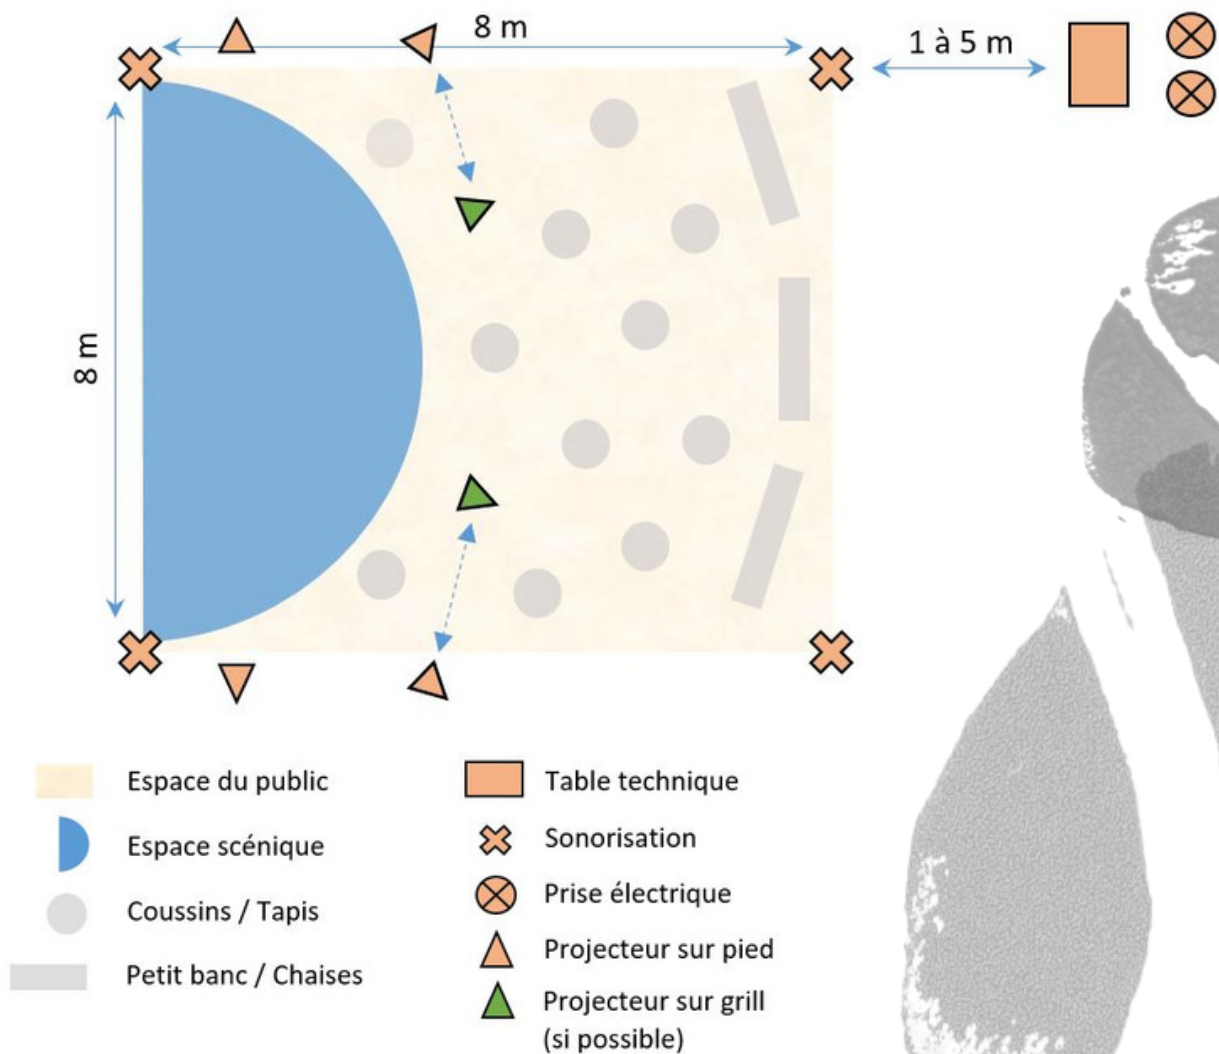 8 m
1 à 5 m
8 m
Espace du public
Espace scénique
Coussins / Tapis
Petit banc / Chaises
Table technique
Sonorisation
Prise électrique
Projecteur sur pied
Projecteur sur grill
(si possible)